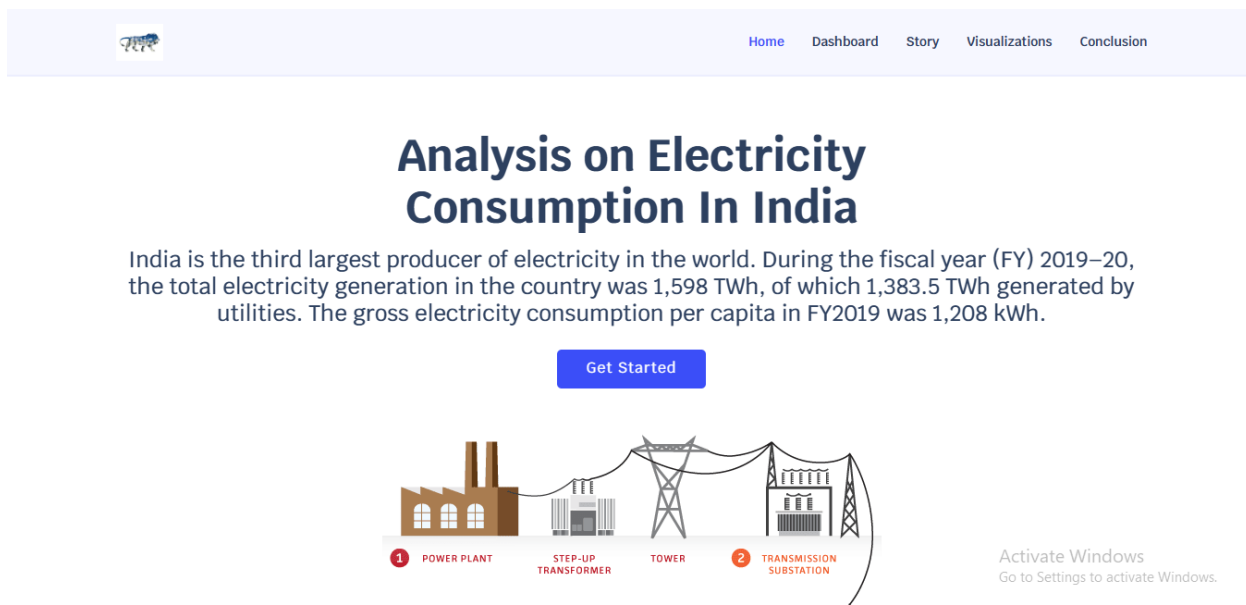 Home Dashboard Story Visualizations Conclusion
Analysis on Electricity
Consumption In India
India is the third largest producer of electricity in the world. During the fiscal year (FY) 2019–20,
the total electricity generation in the country was 1,598 TWh, of which 1,383.5 TWh generated by
utilities. The gross electricity consumption per capita in FY2019 was 1,208 kWh.
Get Started
1 POWER PLANT
STEP-UP
TRANSFORMER
TOWER
2 TRANSMISSION
SUBSTATION
Activate Windows
Go to Settings to activate Windows.